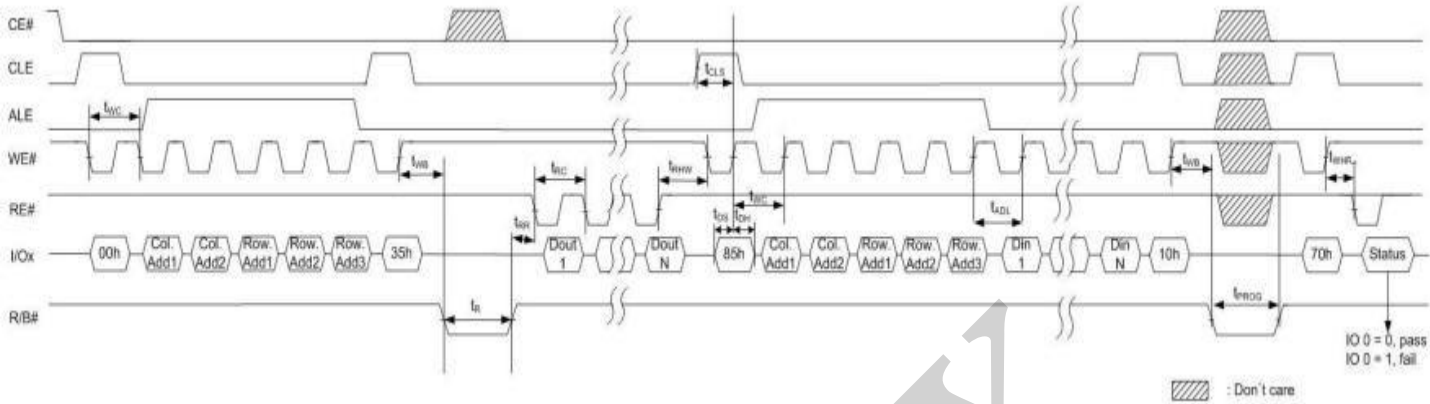 CE#
CLE
tCLS
ALE
tWC
WE#
tWB
tRC
tRHW
tWC
tADL
tWB
tWHR
RE#
tRR
tDS
tDH
I/Ox
00h
Col. Add1
Col. Add2
Row. Add1
Row. Add2
Row. Add3
35h
Dout 1
Dout N
85h
Col. Add1
Col. Add2
Row. Add1
Row. Add2
Row. Add3
Din 1
Din N
10h
70h
Status
R/B#
tR
tPROG
IO 0 = 0, pass
IO 0 = 1, fail
: Don't care